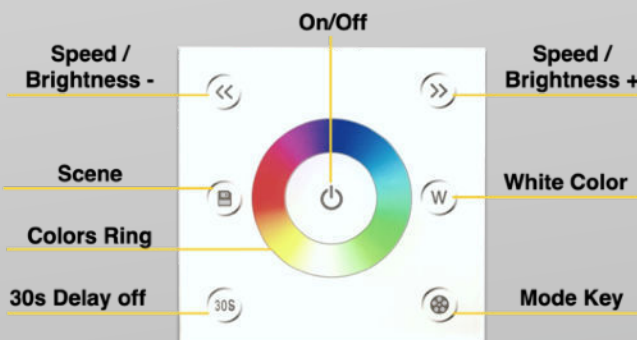 On/Off
Speed /
Brightness -
Speed /
Brightness +
<<
>>
Scene
White Color
W
Colors Ring
30s Delay off
30S
Mode Key